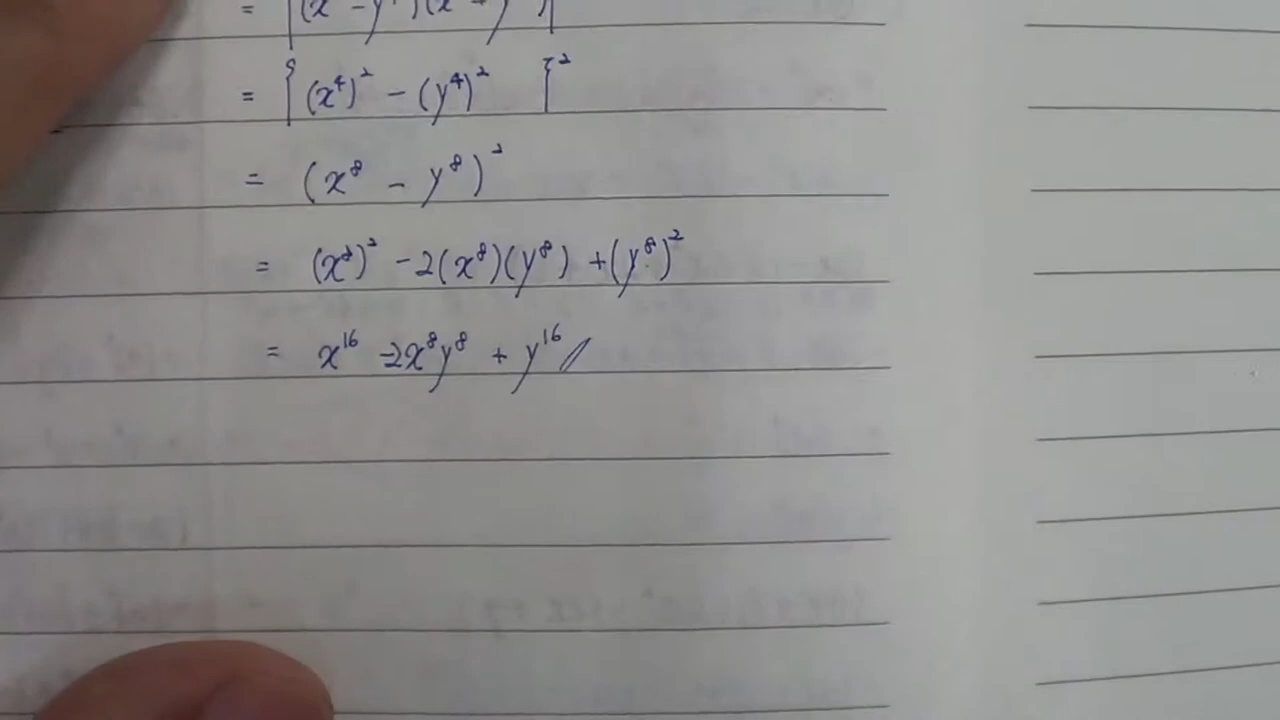 = [(x⁴)² - (y⁴)²]²
= (x⁸ - y⁸)²
= (x⁸)² - 2(x⁸)(y⁸) + (y⁸)²
= x¹⁶ - 2x⁸y⁸ + y¹⁶ //